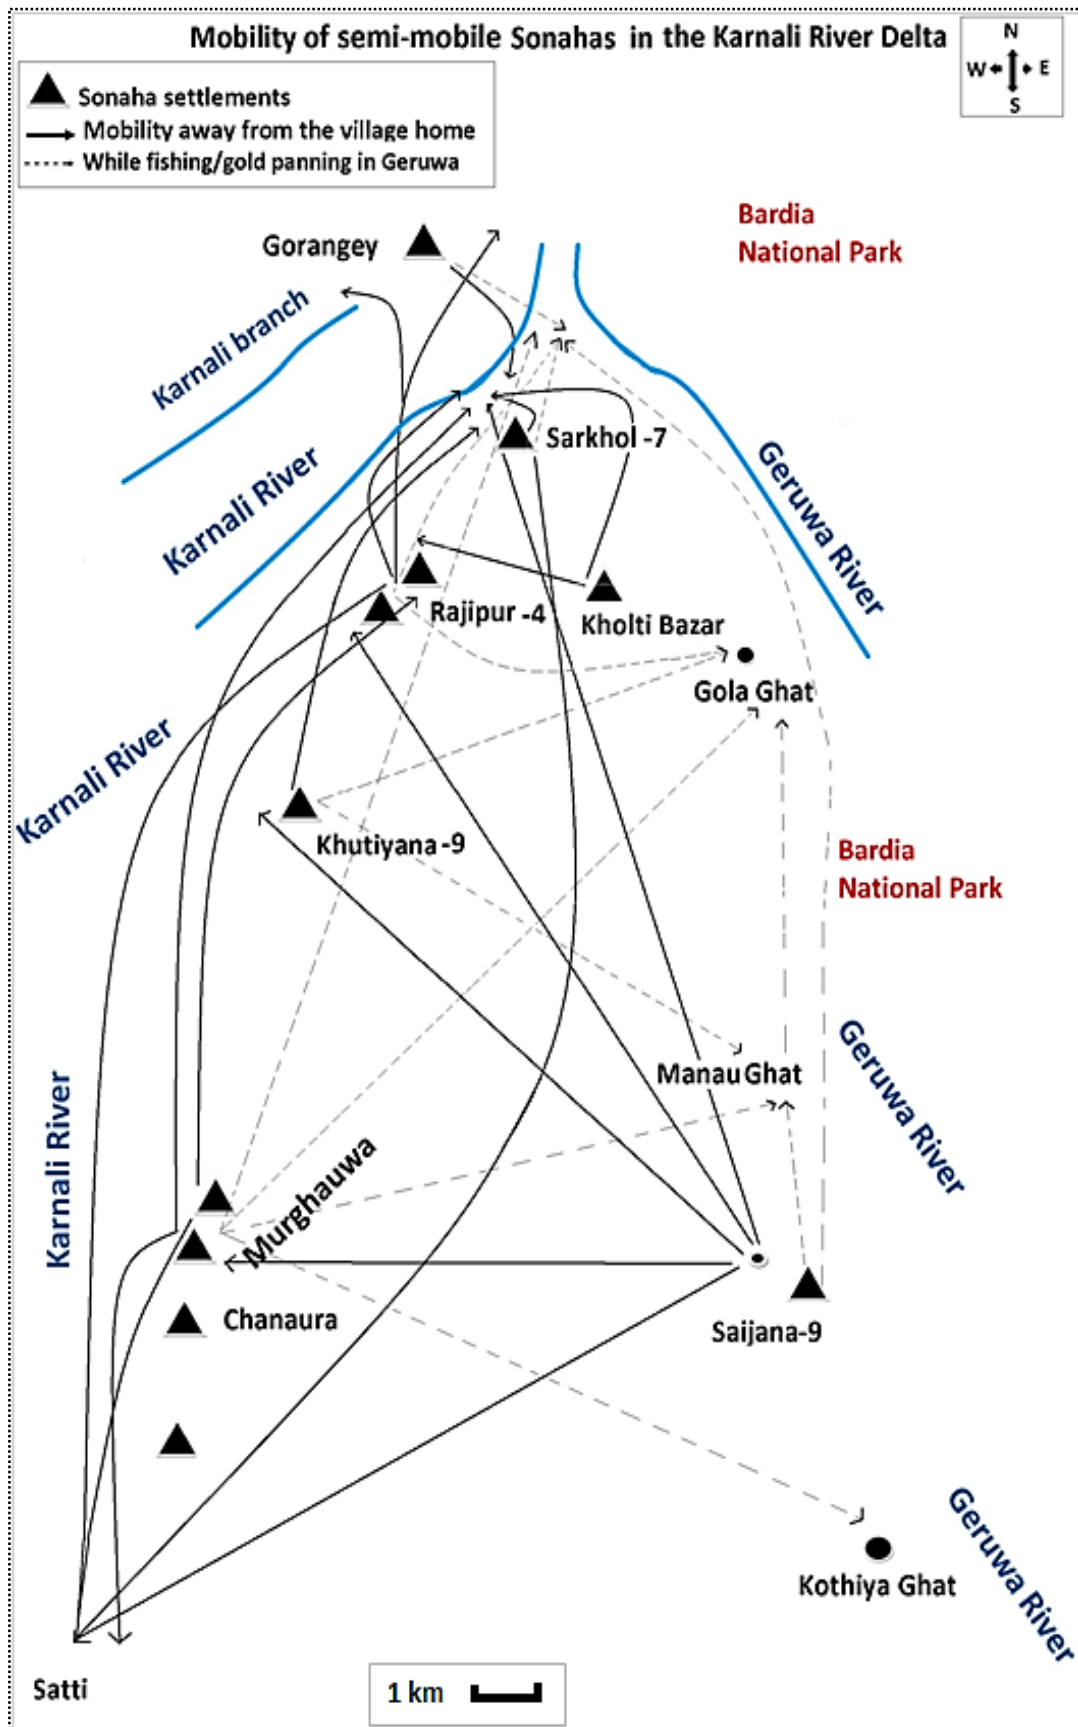 Mobility of semi-mobile Sonahas in the Karnali River Delta
N
W E
S
Sonaha settlements
Mobility away from the village home
While fishing/gold panning in Geruwa
Bardia
National Park
Gorangey
Karnali branch
Karnali River
Sarkhol -7
Geruwa River
Rajipur -4
Kholti Bazar
Gola Ghat
Karnali River
Khutiyana -9
Bardia
National Park
Manau Ghat
Geruwa River
Karnali River
Murghauwa
Chanaura
Saijana-9
Kothiya Ghat
Geruwa River
Satti
1 km